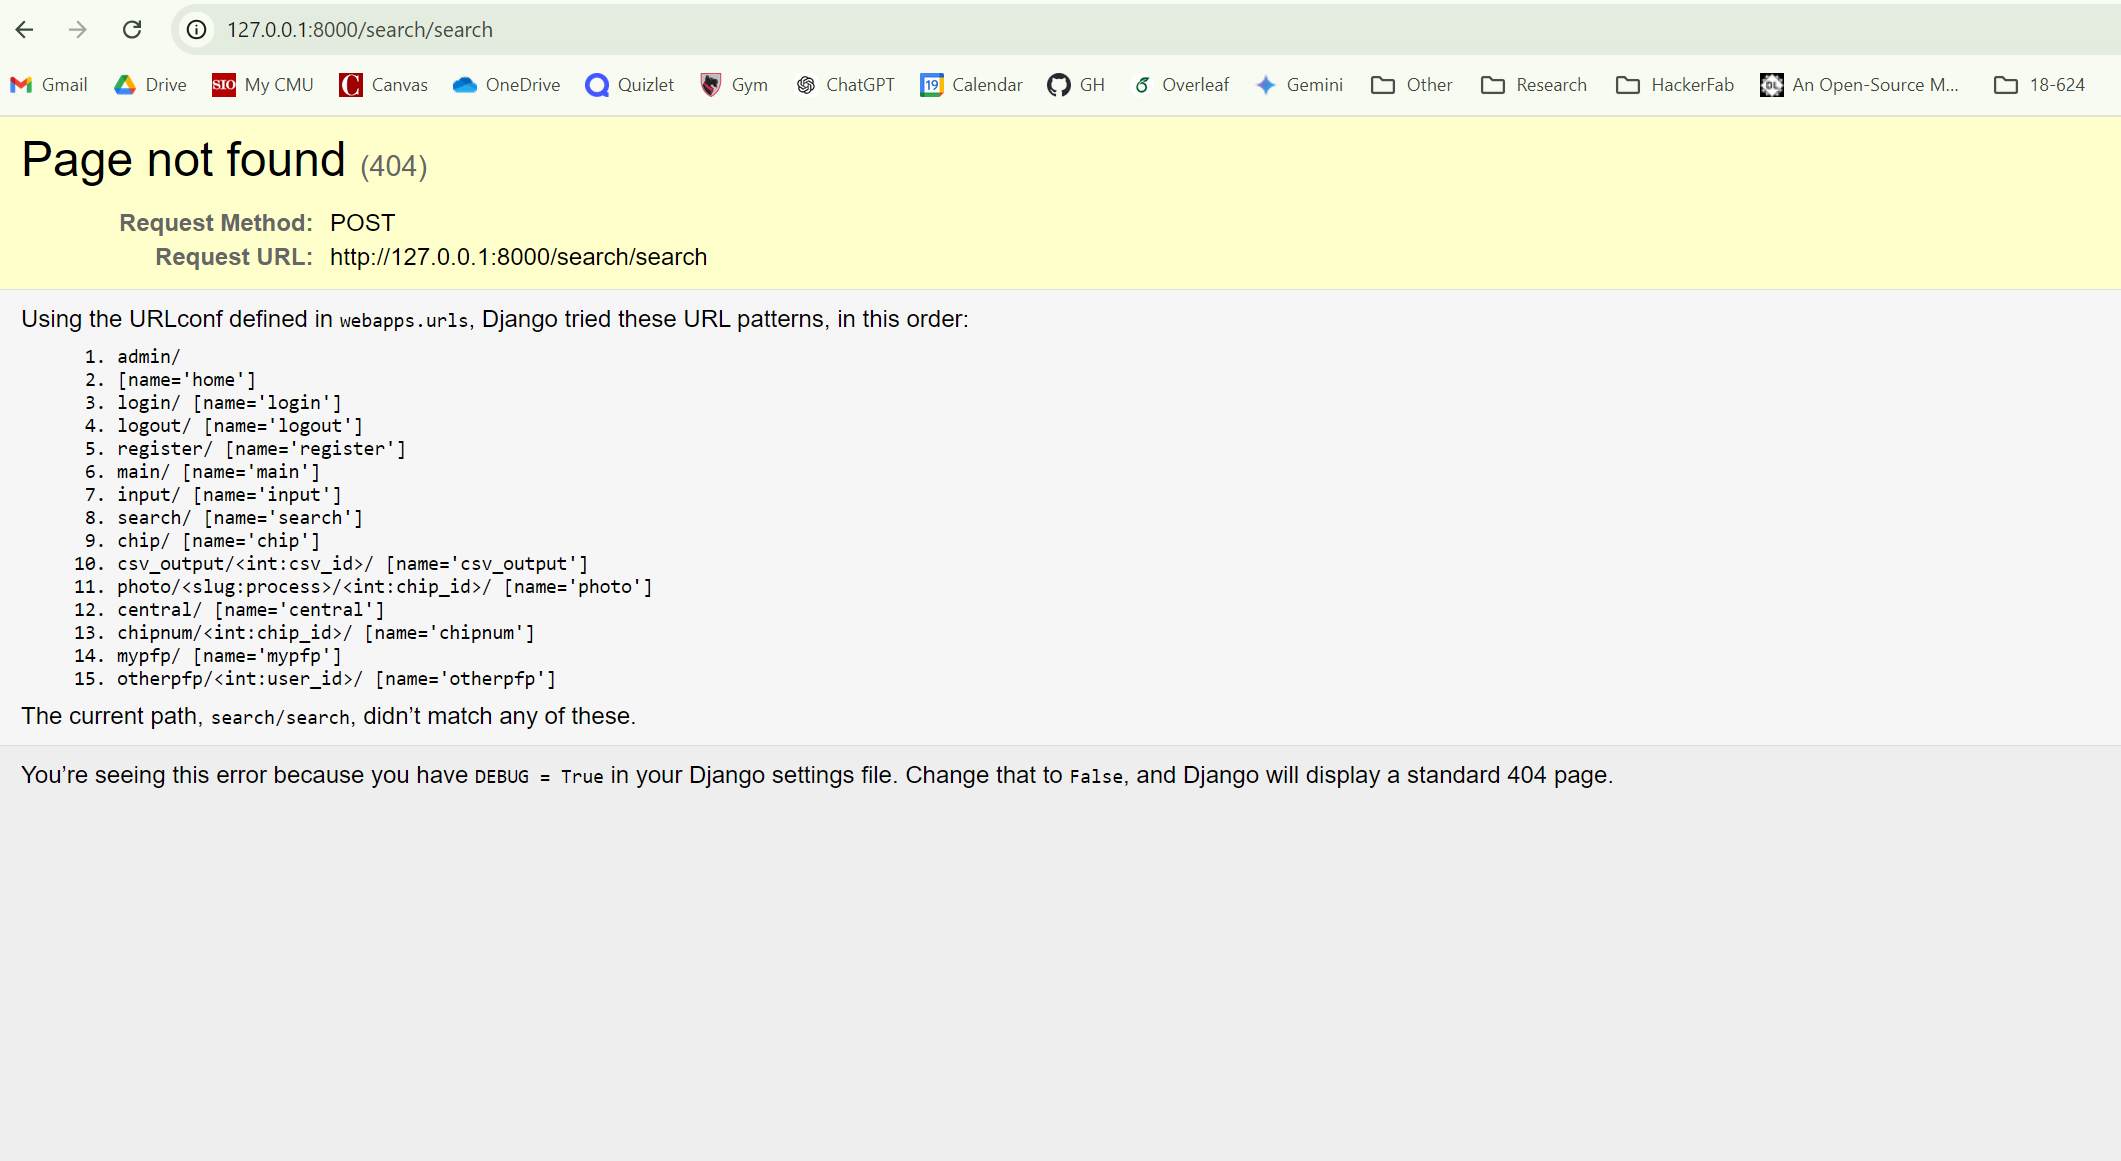 127.0.0.1:8000/search/search
Gmail Drive SIO My CMU C Canvas OneDrive Quizlet Gym ChatGPT 19 Calendar GH Overleaf Gemini Other Research HackerFab An Open-Source M... 18-624
Page not found (404)
Request Method: POST
Request URL: http://127.0.0.1:8000/search/search
Using the URLconf defined in webapps.urls, Django tried these URL patterns, in this order:
1. admin/
2. [name='home']
3. login/ [name='login']
4. logout/ [name='logout']
5. register/ [name='register']
6. main/ [name='main']
7. input/ [name='input']
8. search/ [name='search']
9. chip/ [name='chip']
10. csv_output/<int:csv_id>/ [name='csv_output']
11. photo/<slug:process>/<int:chip_id>/ [name='photo']
12. central/ [name='central']
13. chipnum/<int:chip_id>/ [name='chipnum']
14. mypfp/ [name='mypfp']
15. otherpfp/<int:user_id>/ [name='otherpfp']
The current path, search/search, didn’t match any of these.
You’re seeing this error because you have DEBUG = True in your Django settings file. Change that to False, and Django will display a standard 404 page.